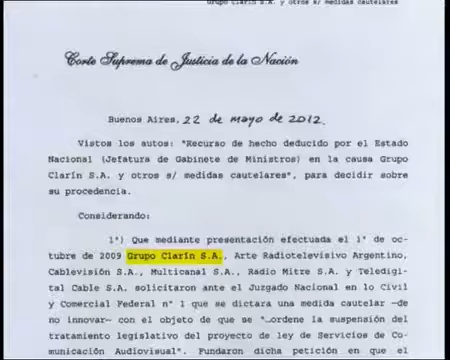 Grupo Clarín S.A. y otros s/ medidas cautelares
Corte Suprema de Justicia de la Nación
Buenos Aires, 22 de mayo de 2012.
Vistos los autos: "Recurso de hecho deducido por el Estado
Nacional (Jefatura de Gabinete de Ministros) en la causa Grupo
Clarín S.A. y otros s/ medidas cautelares", para decidir sobre
su procedencia.
Considerando:
1°) Que mediante presentación efectuada el 1° de oc-
tubre de 2009 Grupo Clarín S.A., Arte Radiotelevisivo Argentino,
Cablevisión S.A., Multicanal S.A., Radio Mitre S.A. y Teledigi-
tal Cable S.A. solicitaron ante el Juzgado Nacional en lo Civil
y Comercial Federal n° 1 que se dictara una medida cautelar —de
no innovar— con el objeto de que se "…ordene la suspensión del
tratamiento legislativo del proyecto de ley de Servicios de Co-
municación Audiovisual". Fundaron dicha petición en que el